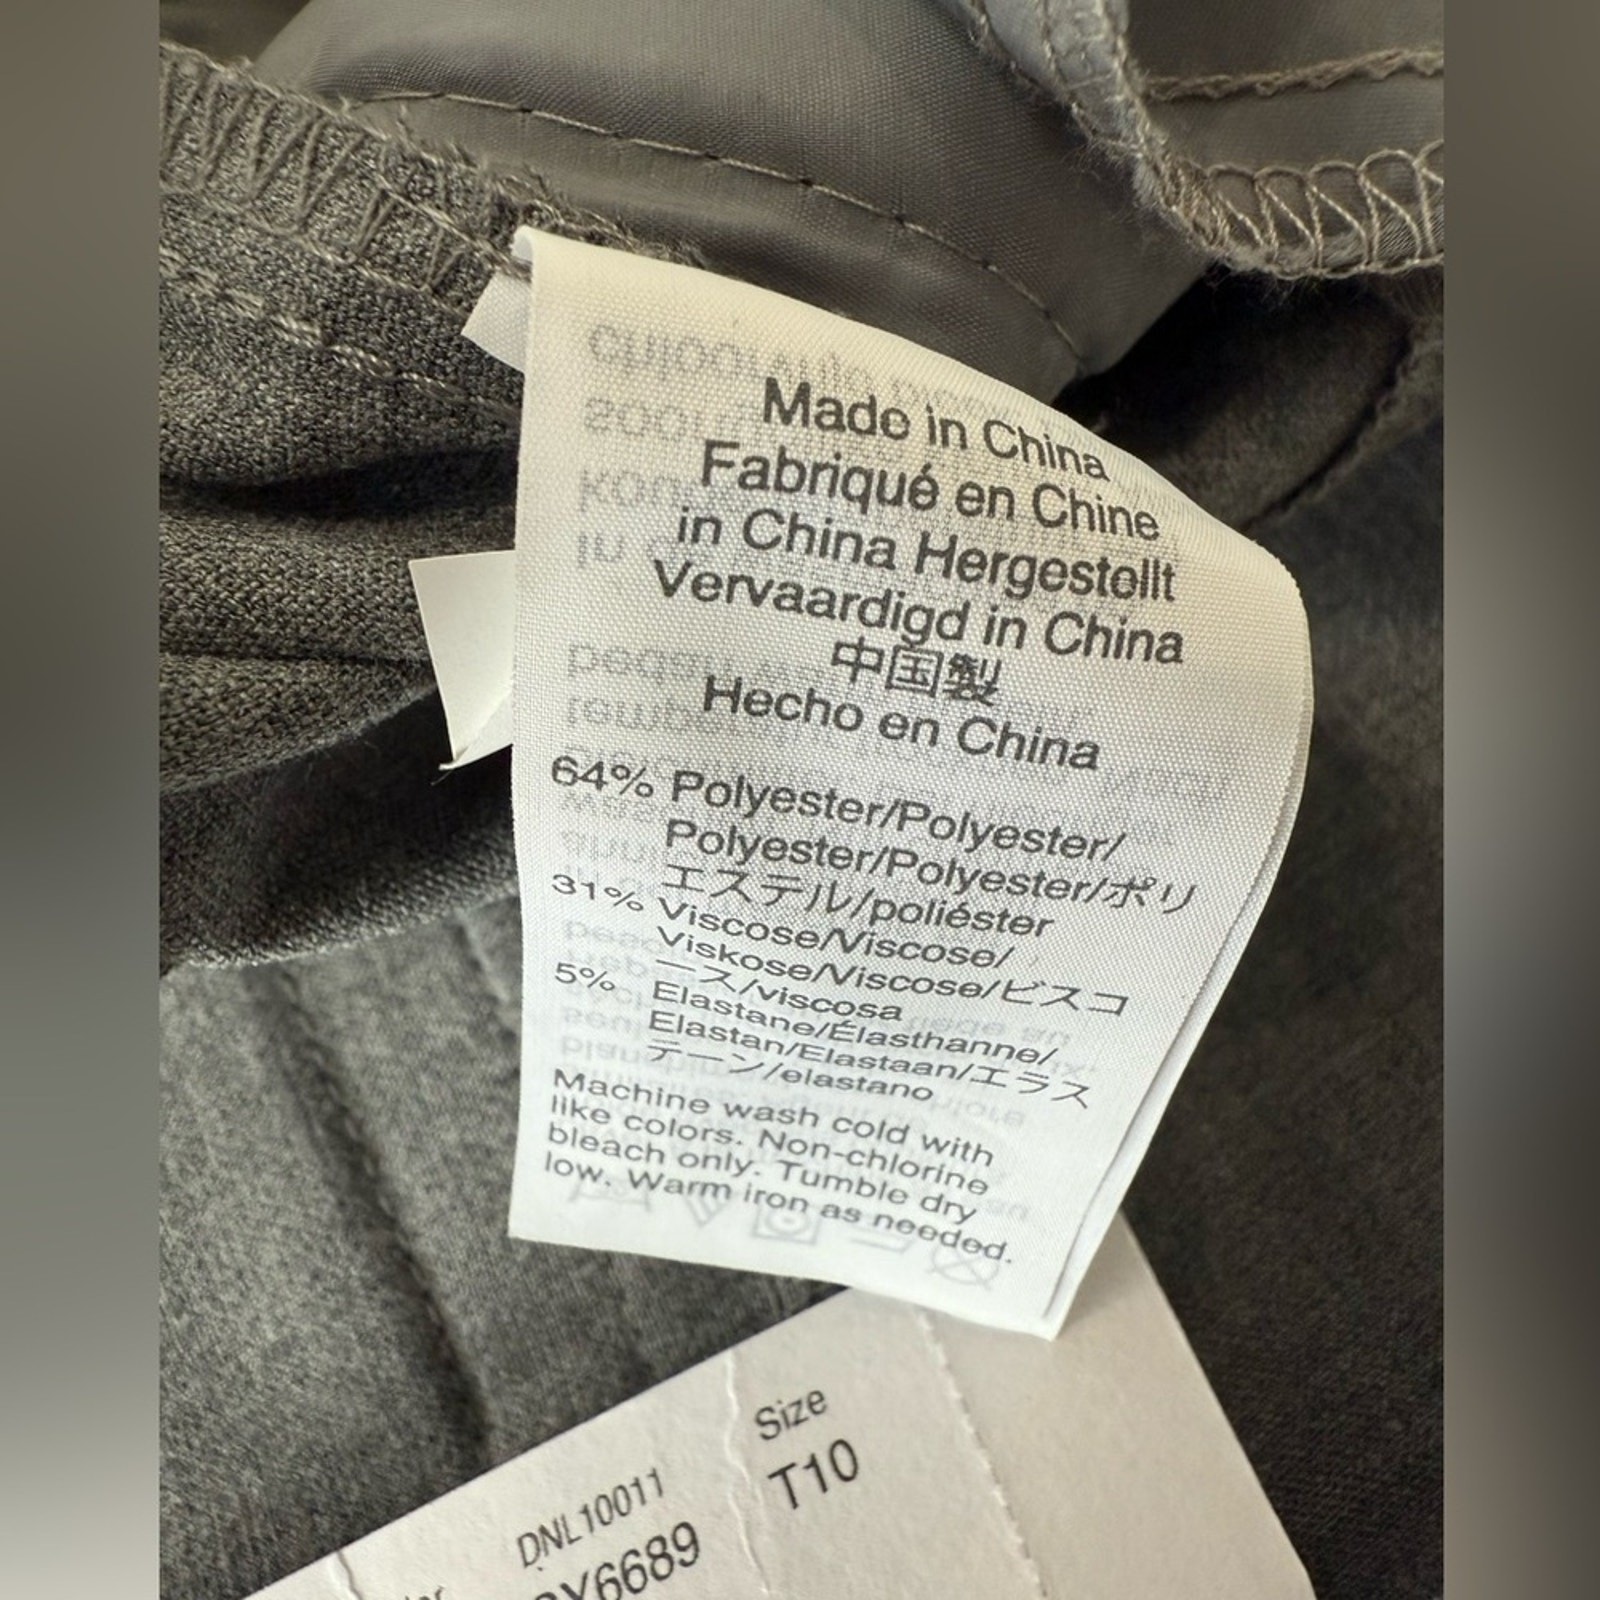 Made in China
Fabriqué en Chine
in China Hergestellt
Vervaardigd in China
中国製
Hecho en China
64% Polyester/Polyester/
Polyester/Polyester/ポリ
エステル/poliéster
31% Viscose/Viscose/
Viskose/Viscose/ビスコ
ース/viscosa
5% Elastane/Élasthanne/
Elastan/Elastaan/エラス
テーン/elastano
Machine wash cold with
like colors. Non-chlorine
bleach only. Tumble dry
low. Warm iron as needed.
Size
T10
DNL10011